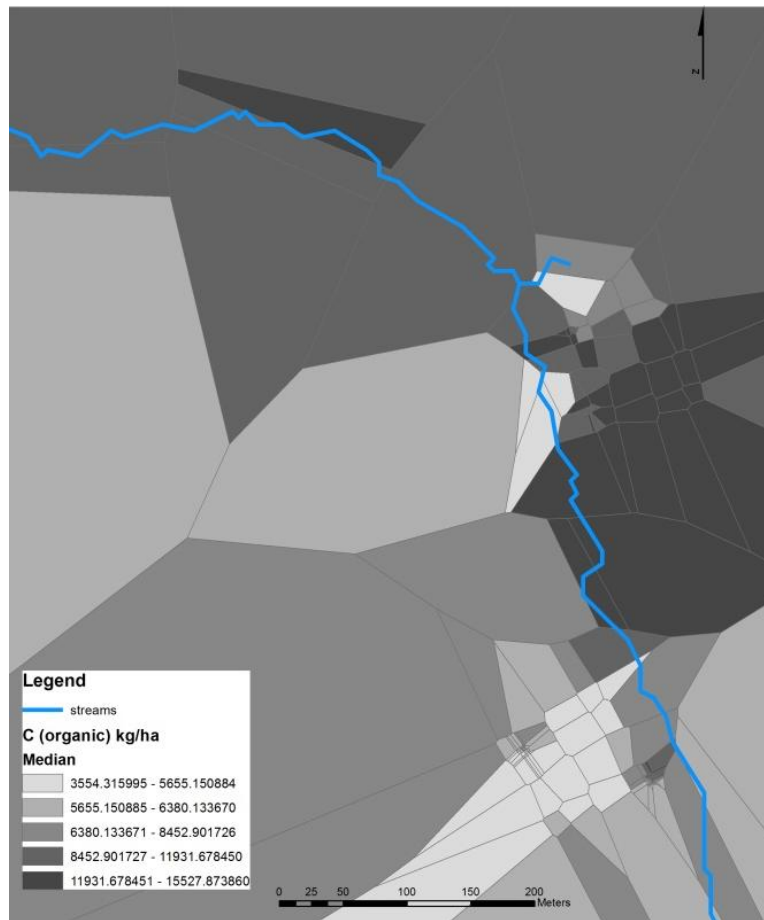 Z
Legend
streams
C (organic) kg/ha
Median
3554.315995 - 5655.150884
5655.150885 - 6380.133670
6380.133671 - 8452.901726
8452.901727 - 11931.678450
11931.678451 - 15527.873860
0 25 50 100 150 200
Meters